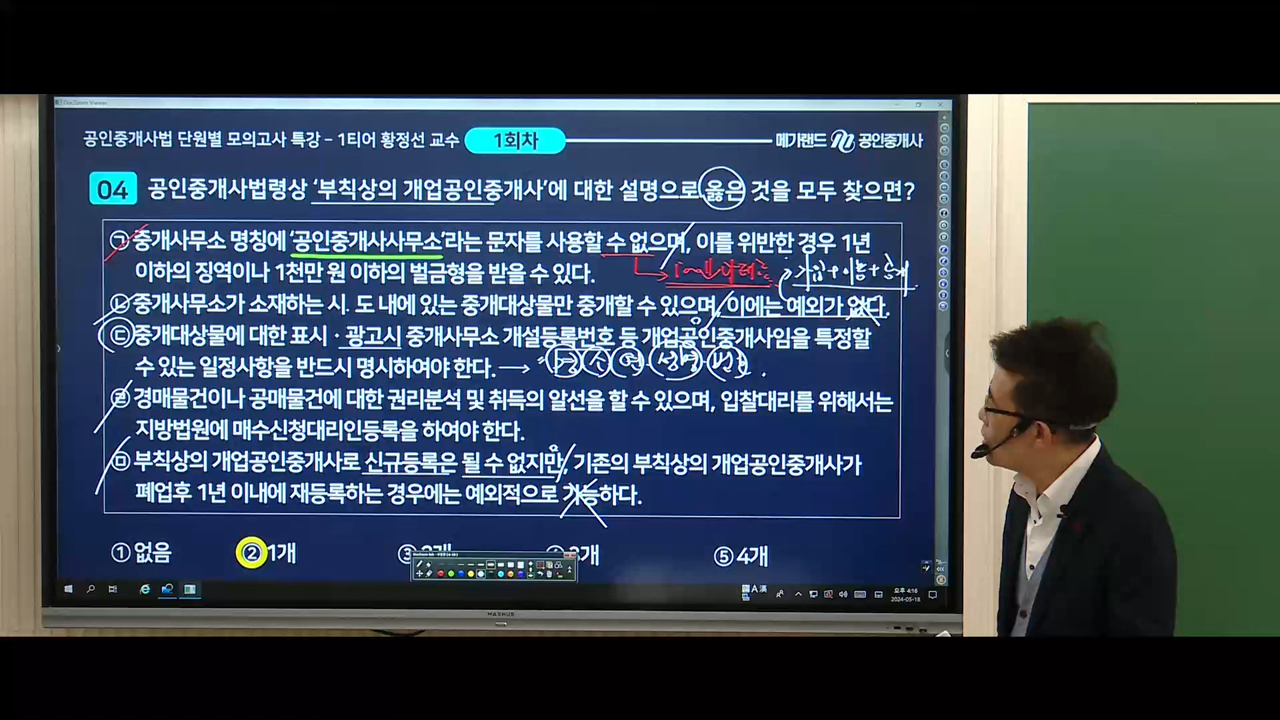 공인중개사법 단원별 모의고사 특강 – 1티어 황정선 교수 1회차 메가랜드 공인중개사
04 공인중개사법령상 '부칙상의 개업공인중개사'에 대한 설명으로 옳은 것을 모두 찾으면?
㉠ 중개사무소 명칭에 '공인중개사사무소'라는 문자를 사용할 수 없으며, 이를 위반한 경우 1년
이하의 징역이나 1천만 원 이하의 벌금형을 받을 수 있다.
㉡ 중개사무소가 소재하는 시. 도 내에 있는 중개대상물만 중개할 수 있으며, 이에는 예외가 없다.
㉢ 중개대상물에 대한 표시·광고시 중개사무소 개설등록번호 등 개업공인중개사임을 특정할
수 있는 일정사항을 반드시 명시하여야 한다.
㉣ 경매물건이나 공매물건에 대한 권리분석 및 취득의 알선을 할 수 있으며, 입찰대리를 위해서는
지방법원에 매수신청대리인등록을 하여야 한다.
㉤ 부칙상의 개업공인중개사로 신규등록은 될 수 없지만, 기존의 부칙상의 개업공인중개사가
폐업후 1년 이내에 재등록하는 경우에는 예외적으로 가능하다.
① 없음 ② 1개 ③ ④ 3개 ⑤ 4개
오후 4:16
2024-05-18
MAXHUB